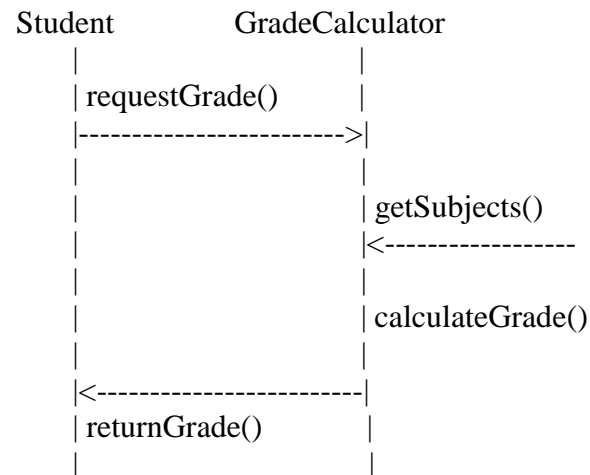 Student GradeCalculator
requestGrade()
getSubjects()
calculateGrade()
returnGrade()